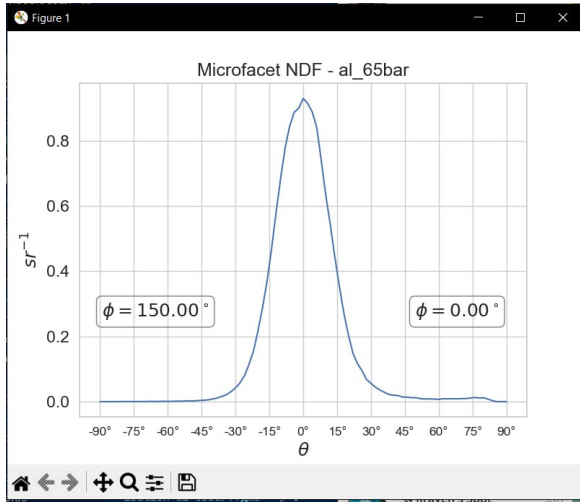 Figure 1
Microfacet NDF - al_65bar
sr⁻¹
0.8
0.6
0.4
0.2
0.0
ϕ = 150.00°
ϕ = 0.00°
-90° -75° -60° -45° -30° -15° 0° 15° 30° 45° 60° 75° 90°
θ